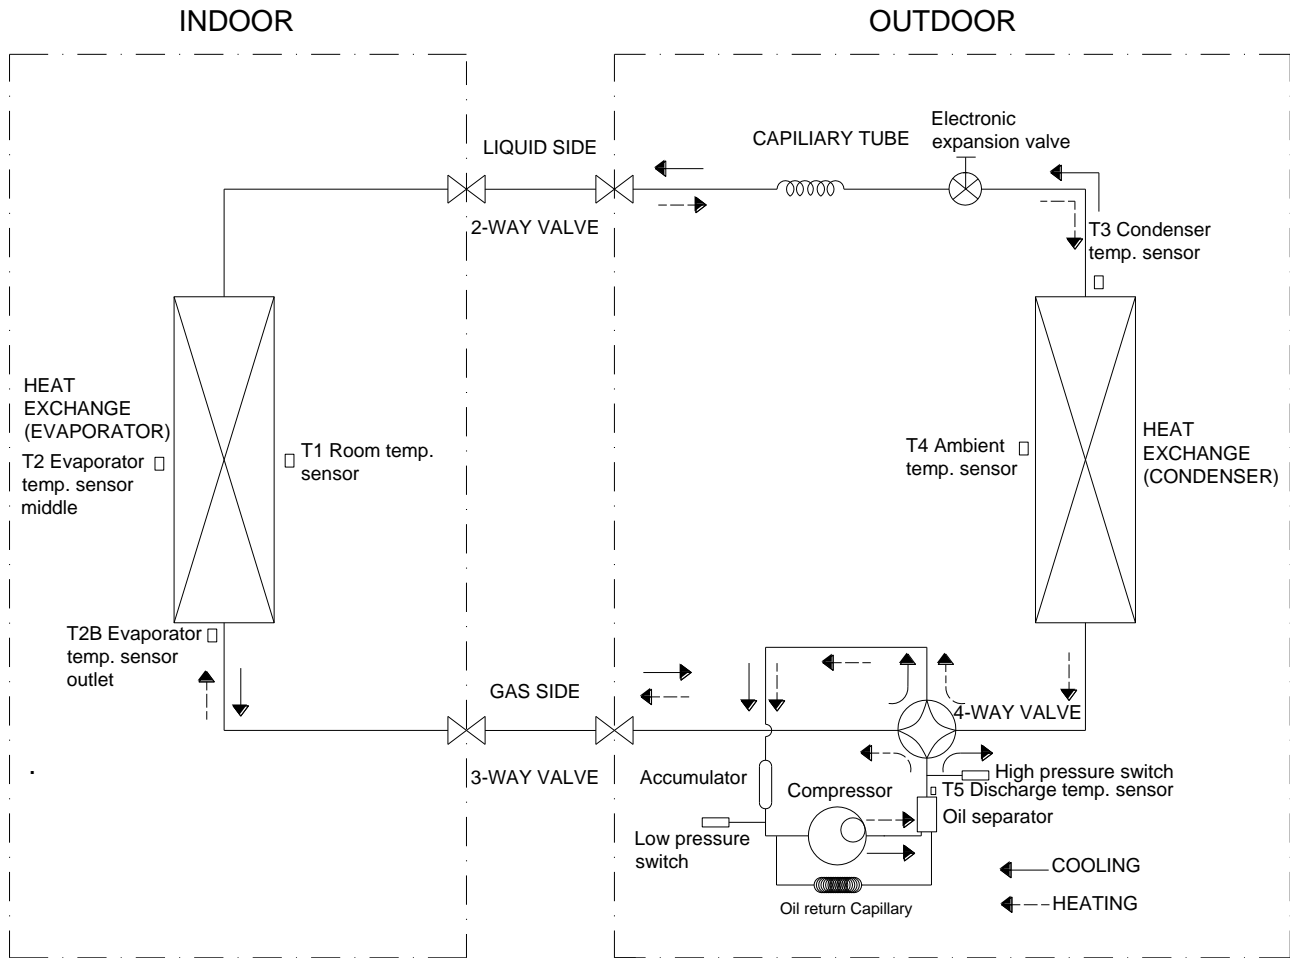 INDOOR
OUTDOOR
LIQUID SIDE
2-WAY VALVE
CAPILIARY TUBE
Electronic
expansion valve
T3 Condenser
temp. sensor
HEAT
EXCHANGE
(EVAPORATOR)
T2 Evaporator
temp. sensor
middle
T1 Room temp.
sensor
T4 Ambient
temp. sensor
HEAT
EXCHANGE
(CONDENSER)
T2B Evaporator
temp. sensor
outlet
GAS SIDE
3-WAY VALVE
4-WAY VALVE
Accumulator
Compressor
High pressure switch
T5 Discharge temp. sensor
Oil separator
Low pressure
switch
Oil return Capillary
COOLING
HEATING